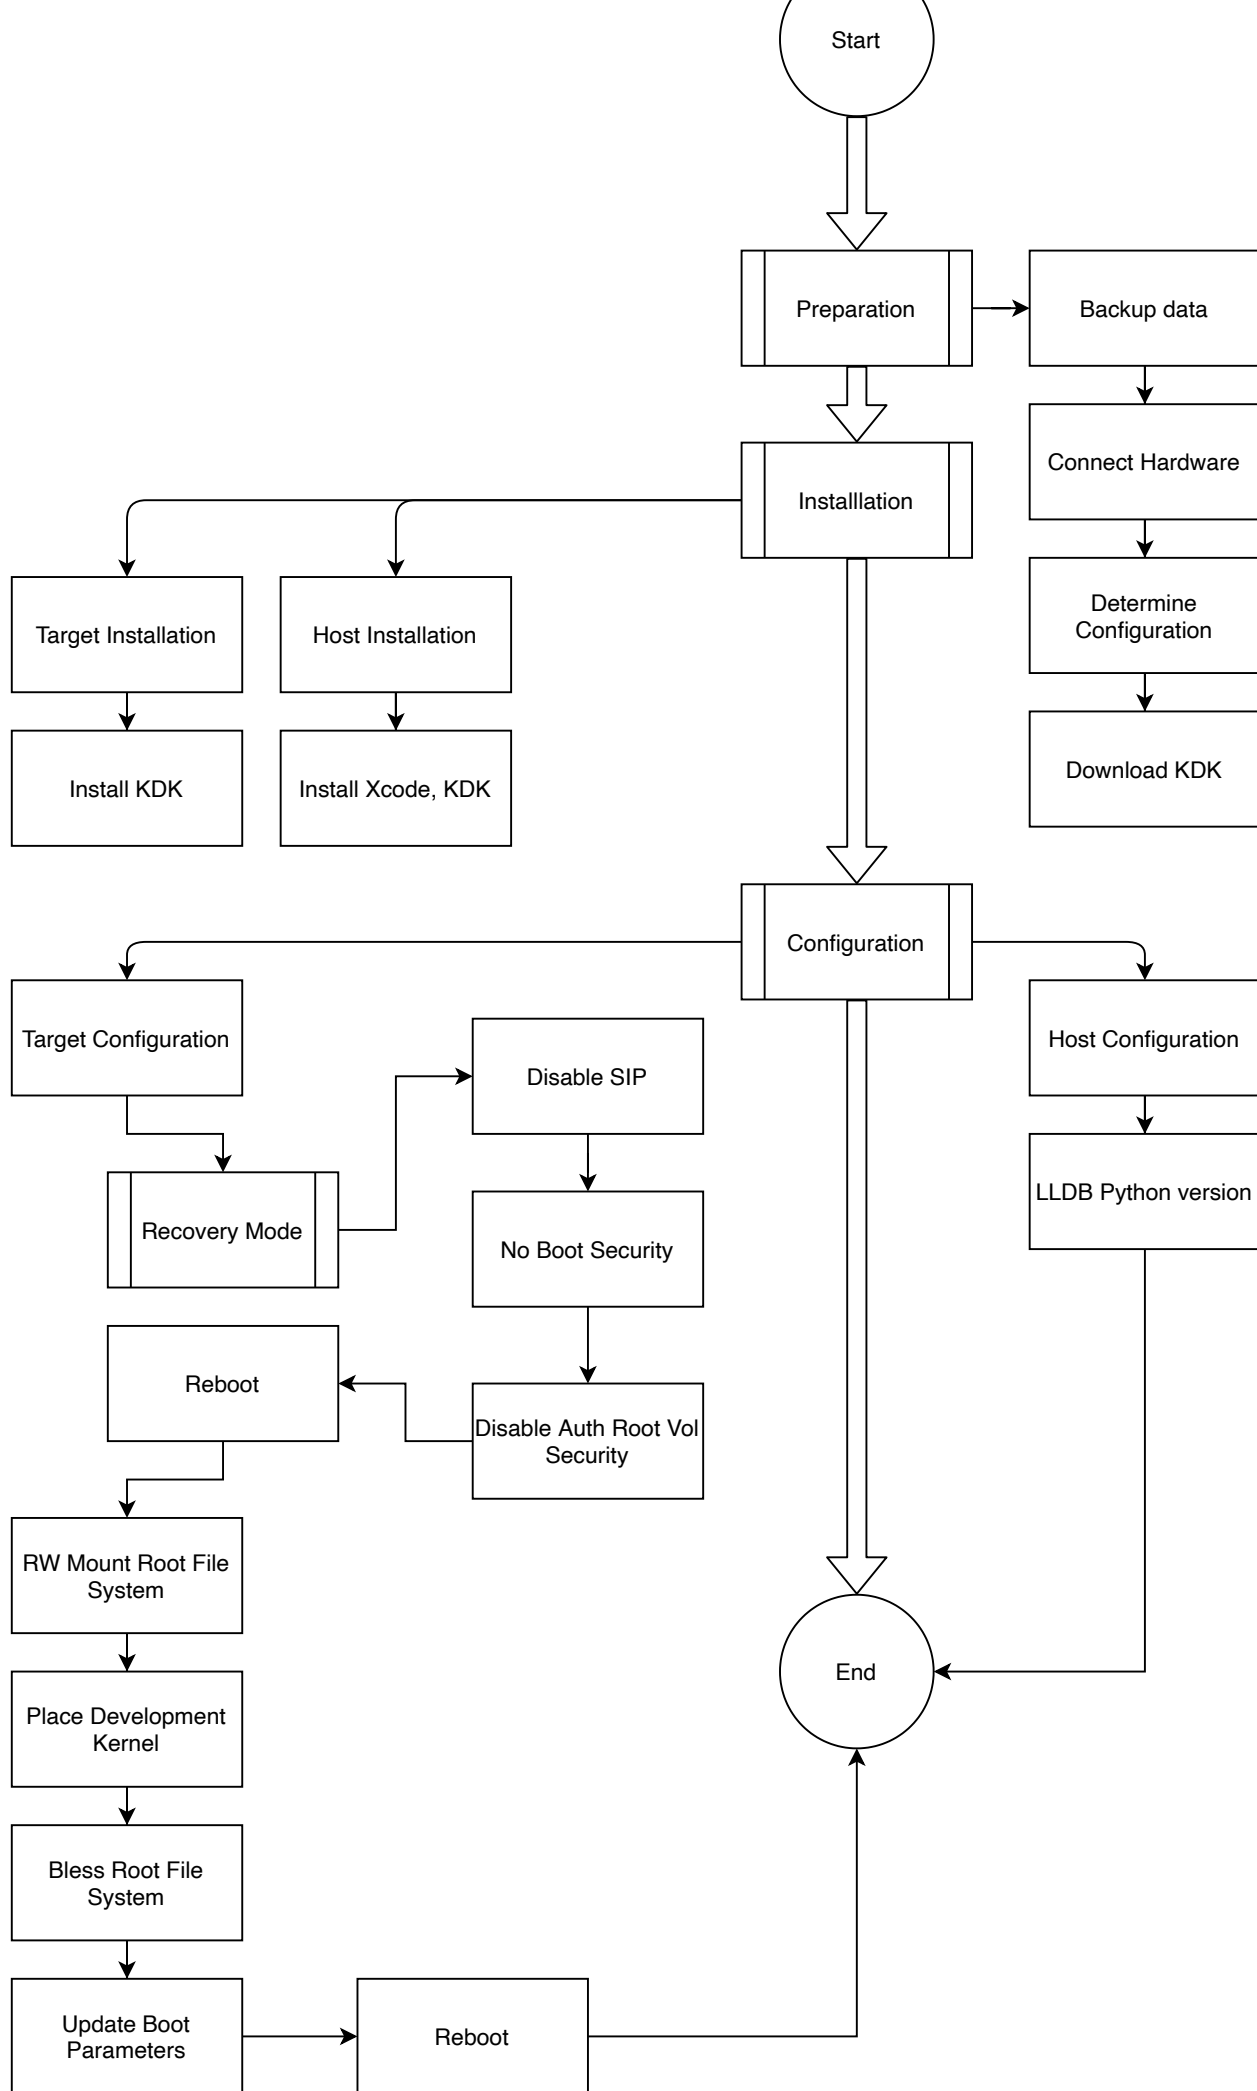 Start
Preparation
Backup data
Connect Hardware
Installlation
Determine
Configuration
Target Installation
Host Installation
Download KDK
Install KDK
Install Xcode, KDK
Configuration
Target Configuration
Host Configuration
Disable SIP
LLDB Python version
Recovery Mode
No Boot Security
Reboot
Disable Auth Root Vol
Security
RW Mount Root File
System
End
Place Development
Kernel
Bless Root File
System
Update Boot
Parameters
Reboot